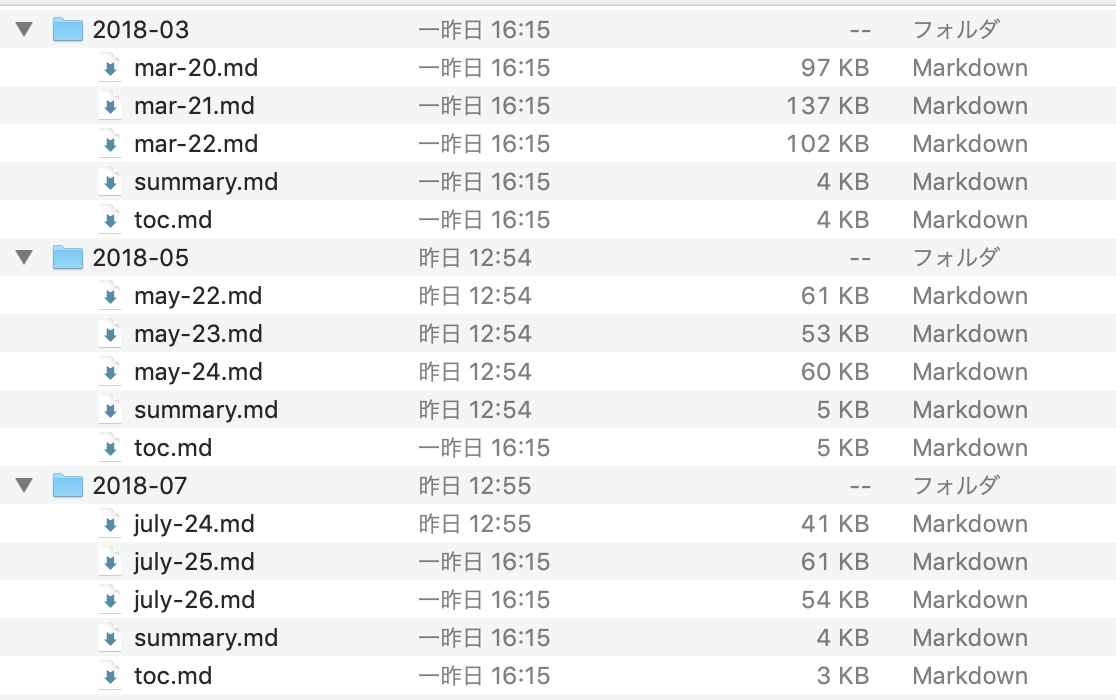 2018-03 一昨日 16:15 -- フォルダ
mar-20.md 一昨日 16:15 97 KB Markdown
mar-21.md 一昨日 16:15 137 KB Markdown
mar-22.md 一昨日 16:15 102 KB Markdown
summary.md 一昨日 16:15 4 KB Markdown
toc.md 一昨日 16:15 4 KB Markdown
2018-05 昨日 12:54 -- フォルダ
may-22.md 昨日 12:54 61 KB Markdown
may-23.md 昨日 12:54 53 KB Markdown
may-24.md 昨日 12:54 60 KB Markdown
summary.md 昨日 12:54 5 KB Markdown
toc.md 一昨日 16:15 5 KB Markdown
2018-07 昨日 12:55 -- フォルダ
july-24.md 昨日 12:55 41 KB Markdown
july-25.md 一昨日 16:15 61 KB Markdown
july-26.md 一昨日 16:15 54 KB Markdown
summary.md 一昨日 16:15 4 KB Markdown
toc.md 一昨日 16:15 3 KB Markdown